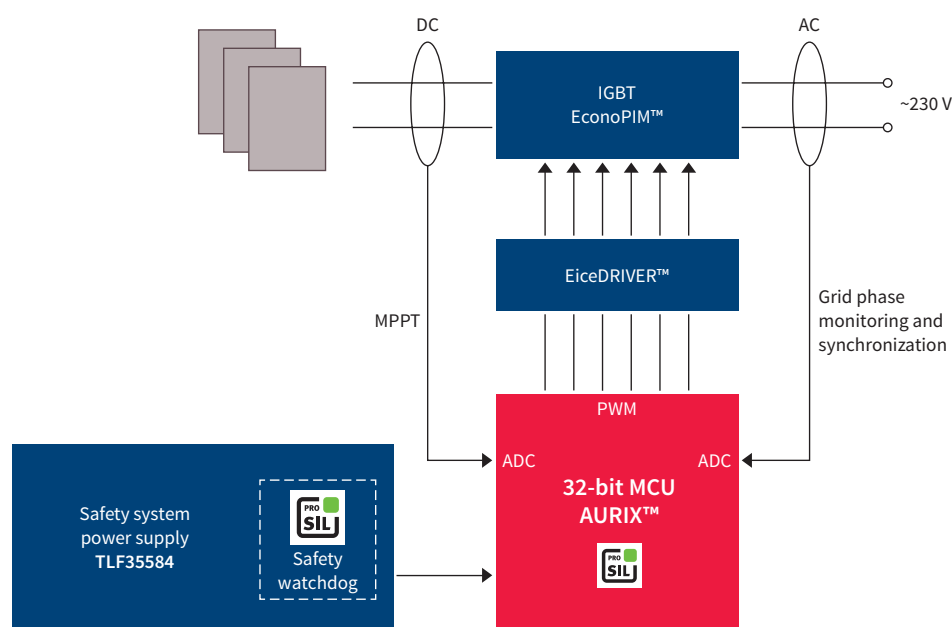 DC
AC
IGBT
EconoPIM™
~230 V
EiceDRIVER™
MPPT
Grid phase
monitoring and
synchronization
PWM
ADC
ADC
32-bit MCU
AURIX™
PRO
SIL
Safety system
power supply
TLF35584
PRO
SIL
Safety
watchdog